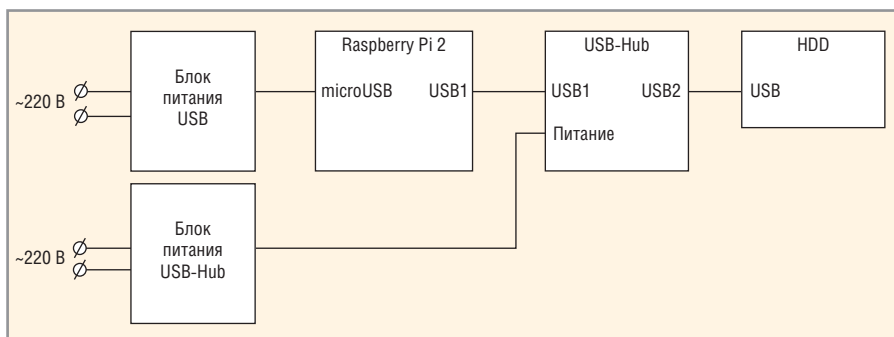 ~220 В
Блок
питания
USB
Raspberry Pi 2
microUSB
USB1
USB-Hub
USB1
USB2
Питание
HDD
USB
~220 В
Блок
питания
USB-Hub